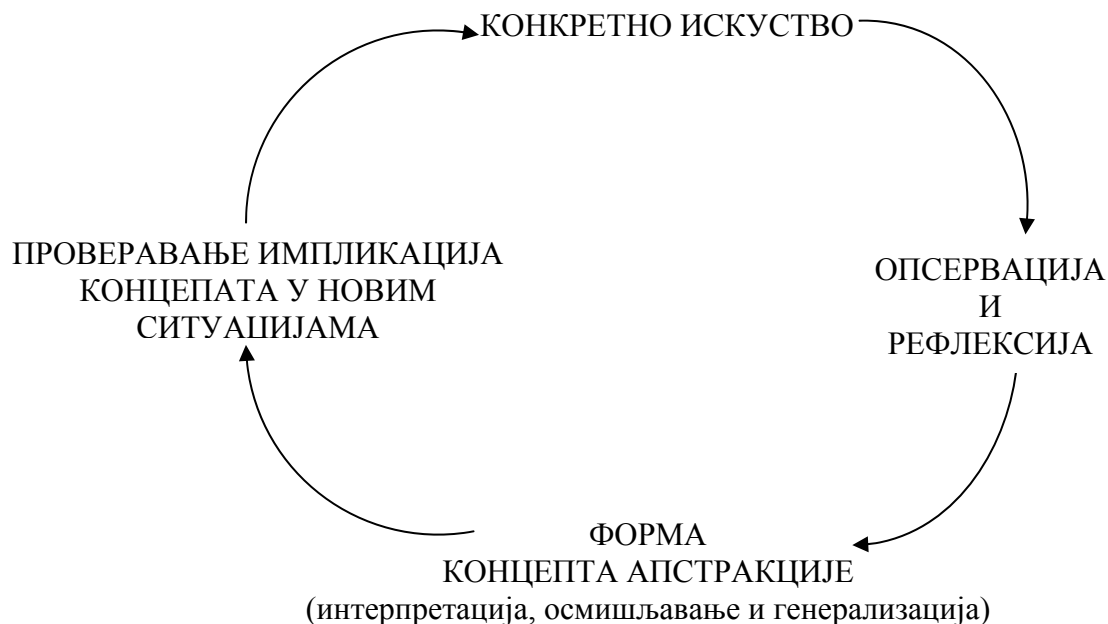 КОНКРЕТНО ИСКУСТВО
ОПСЕРВАЦИЈА
И
РЕФЛЕКСИЈА
ФОРМА
КОНЦЕПТА АПСТРАКЦИЈЕ
(интерпретација, осмишљавање и генерализација)
ПРОВЕРАВАЊЕ ИМПЛИКАЦИЈА
КОНЦЕПАТА У НОВИМ
СИТУАЦИЈАМА